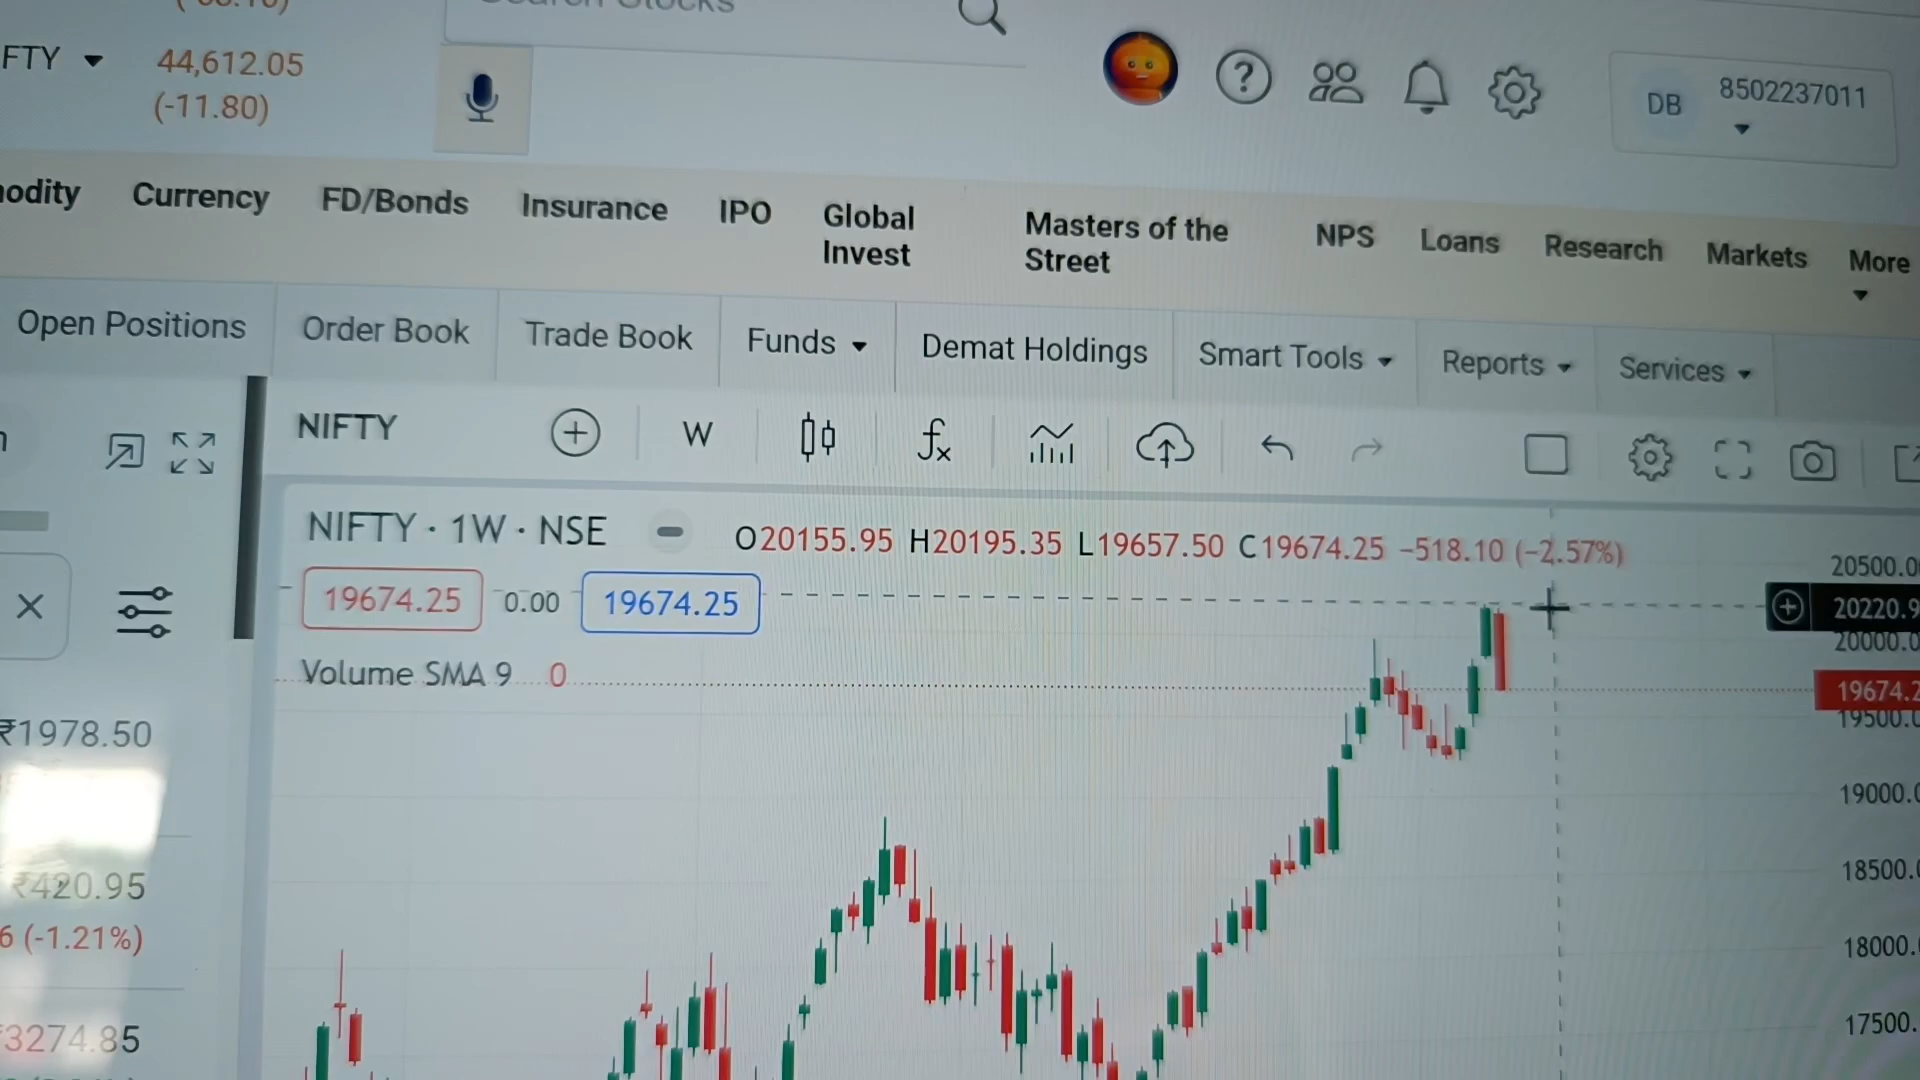 FTY
44,612.05
(-11.80)
?
DB
8502237011
Currency
FD/Bonds
Insurance
IPO
Global
Invest
Masters of the
Street
NPS
Loans
Research
Markets
More
Open Positions
Order Book
Trade Book
Funds
Demat Holdings
Smart Tools
Reports
Services
NIFTY
W
fx
NIFTY · 1W · NSE
O20155.95 H20195.35 L19657.50 C19674.25 −518.10 (−2.57%)
19674.25
0.00
19674.25
Volume SMA 9 0
₹1978.50
₹420.95
6 (-1.21%)
3274.85
20500.0
20220.9
20000.0
19674.2
19500.0
19000.0
18500.0
18000.
17500.